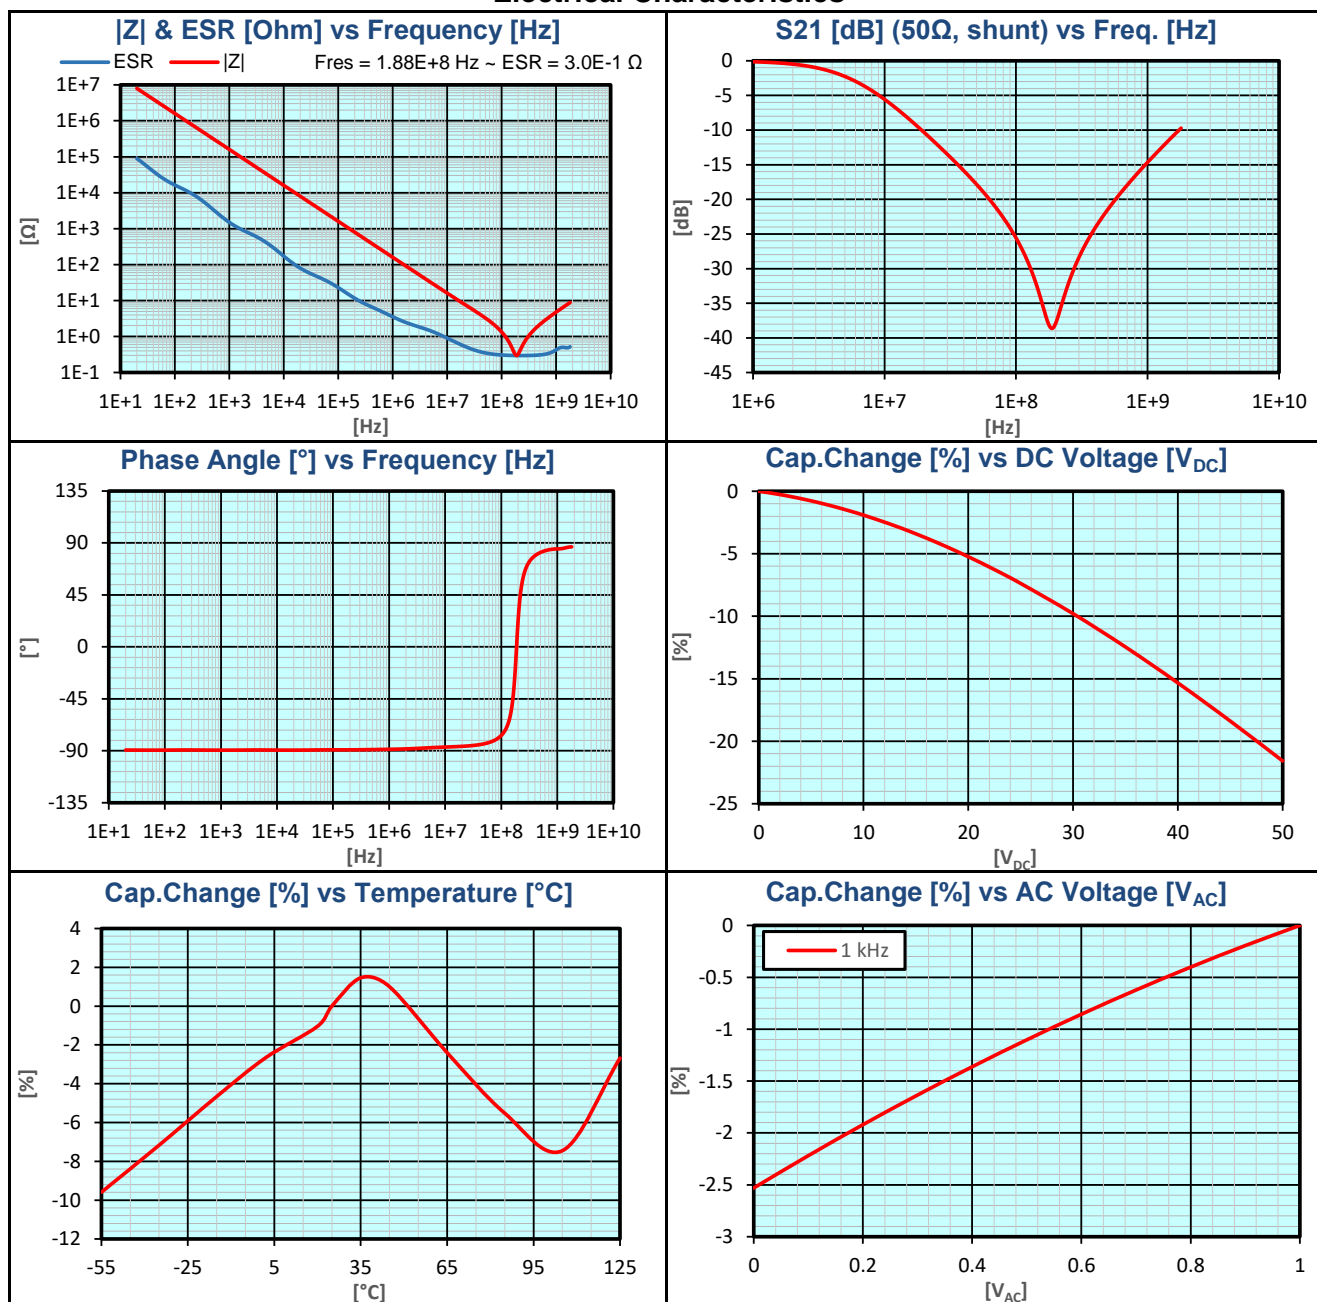 |Z| & ESR [Ohm] vs Frequency [Hz]
ESR |Z| Fres = 1.88E+8 Hz ~ ESR = 3.0E-1 Ω
1E+7
1E+6
1E+5
1E+4
1E+3
1E+2
1E+1
1E+0
1E-1
[Ω]
1E+1 1E+2 1E+3 1E+4 1E+5 1E+6 1E+7 1E+8 1E+9 1E+10
[Hz]
S21 [dB] (50Ω, shunt) vs Freq. [Hz]
0
-5
-10
-15
-20
-25
-30
-35
-40
-45
[dB]
1E+6 1E+7 1E+8 1E+9 1E+10
[Hz]
Phase Angle [°] vs Frequency [Hz]
135
90
45
0
-45
-90
-135
[°]
1E+1 1E+2 1E+3 1E+4 1E+5 1E+6 1E+7 1E+8 1E+9 1E+10
[Hz]
Cap.Change [%] vs DC Voltage [VDC]
0
-5
-10
-15
-20
-25
[%]
0 10 20 30 40 50
[VDC]
Cap.Change [%] vs Temperature [°C]
4
2
0
-2
-4
-6
-8
-10
-12
[%]
-55 -25 5 35 65 95 125
[°C]
Cap.Change [%] vs AC Voltage [VAC]
1 kHz
0
-0.5
-1
-1.5
-2
-2.5
-3
[%]
0 0.2 0.4 0.6 0.8 1
[VAC]